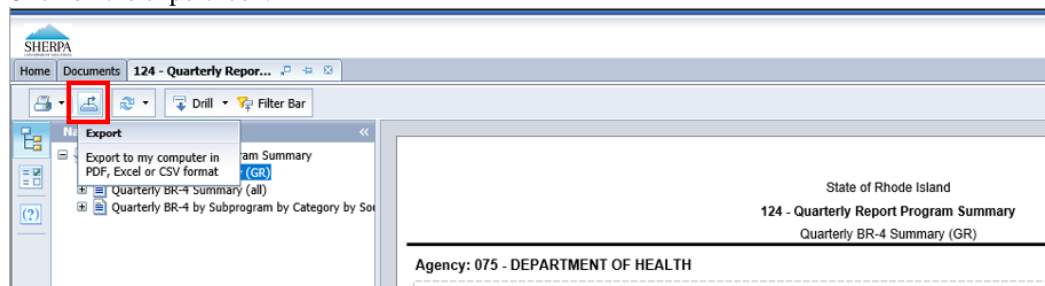 SHERPA
Home Documents 124 - Quarterly Repor...
Drill Filter Bar
Export
Export to my computer in
PDF, Excel or CSV format
ram Summary
(GR)
Quarterly BR-4 Summary (all)
Quarterly BR-4 by Subprogram by Category by Sou
State of Rhode Island
124 - Quarterly Report Program Summary
Quarterly BR-4 Summary (GR)
Agency: 075 - DEPARTMENT OF HEALTH